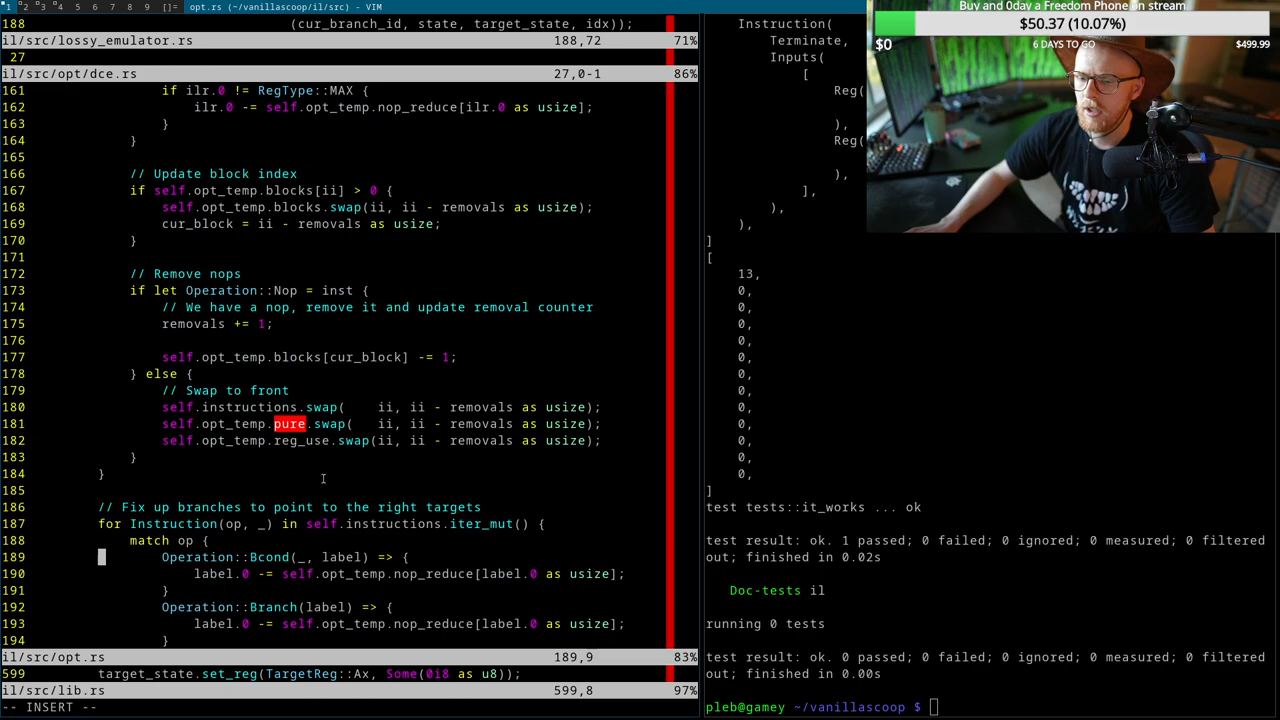 1 2 3 4 5 6 7 8 9 []= opt.rs (~/vanillascoop/il/src) - VIM
188 (cur_branch_id, state, target_state, idx));
il/src/lossy_emulator.rs 188,72 71%
27
il/src/opt/dce.rs 27,0-1 86%
161 if ilr.0 != RegType::MAX {
162 ilr.0 -= self.opt_temp.nop_reduce[ilr.0 as usize];
163 }
164 }
165
166 // Update block index
167 if self.opt_temp.blocks[ii] > 0 {
168 self.opt_temp.blocks.swap(ii, ii - removals as usize);
169 cur_block = ii - removals as usize;
170 }
171
172 // Remove nops
173 if let Operation::Nop = inst {
174 // We have a nop, remove it and update removal counter
175 removals += 1;
176
177 self.opt_temp.blocks[cur_block] -= 1;
178 } else {
179 // Swap to front
180 self.instructions.swap( ii, ii - removals as usize);
181 self.opt_temp.pure.swap( ii, ii - removals as usize);
182 self.opt_temp.reg_use.swap(ii, ii - removals as usize);
183 }
184 }
185
186 // Fix up branches to point to the right targets
187 for Instruction(op, _) in self.instructions.iter_mut() {
188 match op {
189 Operation::Bcond(_, label) => {
190 label.0 -= self.opt_temp.nop_reduce[label.0 as usize];
191 }
192 Operation::Branch(label) => {
193 label.0 -= self.opt_temp.nop_reduce[label.0 as usize];
194 }
il/src/opt.rs 189,9 83%
599 target_state.set_reg(TargetReg::Ax, Some(0i8 as u8));
il/src/lib.rs 599,8 97%
-- INSERT --
Instruction(
Terminate,
Inputs(
[
Reg(
),
Reg(
),
],
),
),
]
[
13,
0,
0,
0,
0,
0,
0,
0,
0,
0,
0,
0,
0,
]
test tests::it_works ... ok
test result: ok. 1 passed; 0 failed; 0 ignored; 0 measured; 0 filtered
out; finished in 0.02s
Doc-tests il
running 0 tests
test result: ok. 0 passed; 0 failed; 0 ignored; 0 measured; 0 filtered
out; finished in 0.00s
pleb@gamey ~/vanillascoop $
Buy and 0day a Freedom Phone on stream
$50.37 (10.07%)
$0 6 DAYS TO GO $499.99